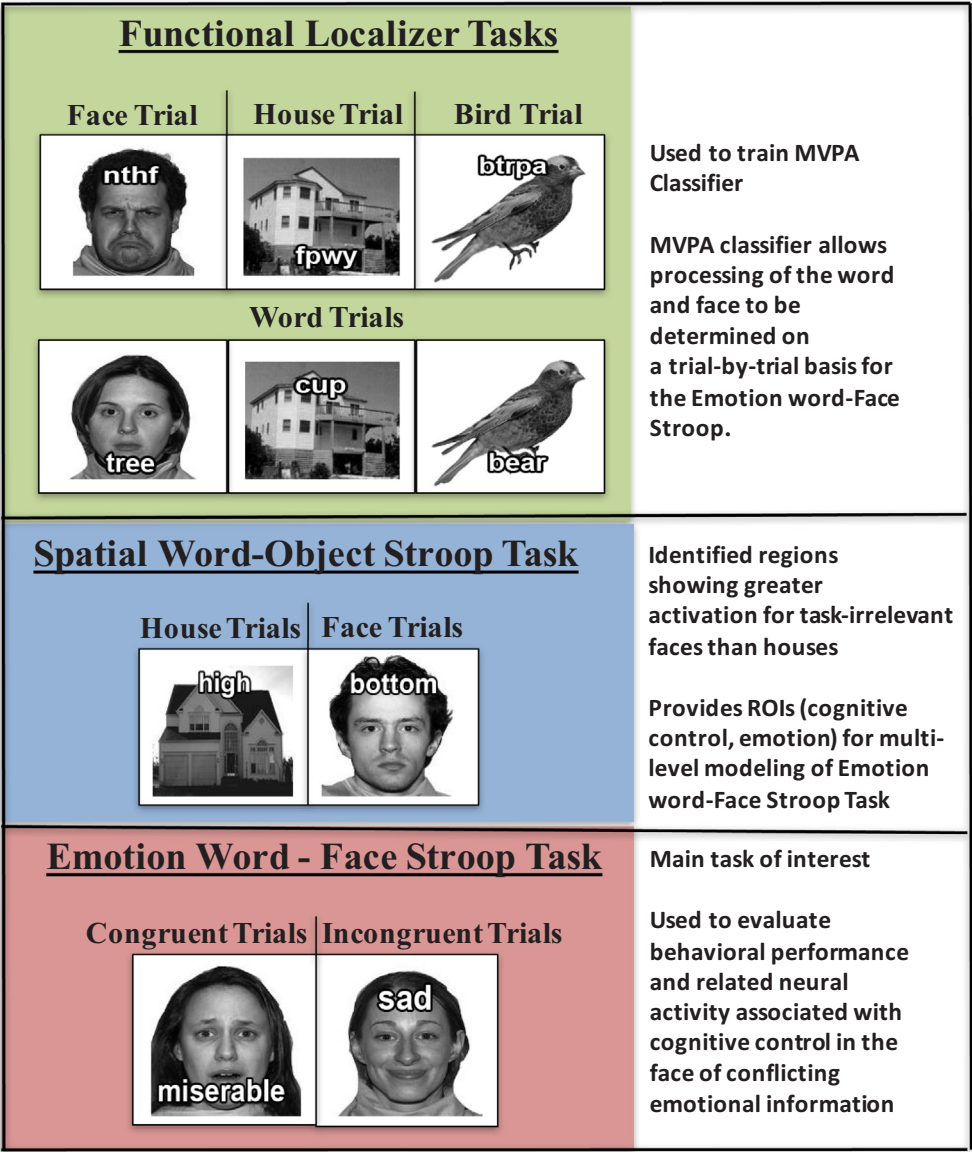 Functional Localizer Tasks
Face Trial
House Trial
Bird Trial
nthf
fpwy
btrpa
Word Trials
tree
cup
bear
Used to train MVPA
Classifier
MVPA classifier allows
processing of the word
and face to be
determined on
a trial-by-trial basis for
the Emotion word-Face
Stroop.
Spatial Word-Object Stroop Task
House Trials
Face Trials
high
bottom
Identified regions
showing greater
activation for task-irrelevant
faces than houses
Provides ROIs (cognitive
control, emotion) for multi-
level modeling of Emotion
word-Face Stroop Task
Emotion Word - Face Stroop Task
Congruent Trials
Incongruent Trials
miserable
sad
Main task of interest
Used to evaluate
behavioral performance
and related neural
activity associated with
cognitive control in the
face of conflicting
emotional information